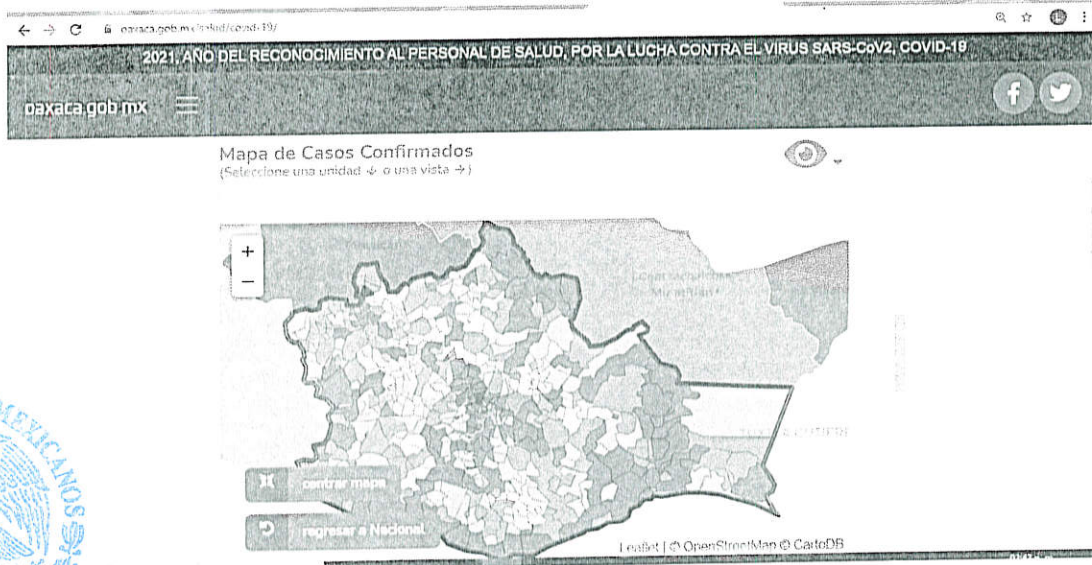 oaxaca.gob.mx/salud/covid-19/
2021, AÑO DEL RECONOCIMIENTO AL PERSONAL DE SALUD, POR LA LUCHA CONTRA EL VIRUS SARS-CoV2, COVID-19
oaxaca.gob.mx
Mapa de Casos Confirmados
(Seleccione una unidad ↓ o una vista →)
+
−
centrar mapa
regresar a Nacional
Leaflet | © OpenStreetMap © CartoDB
MEXICANOS